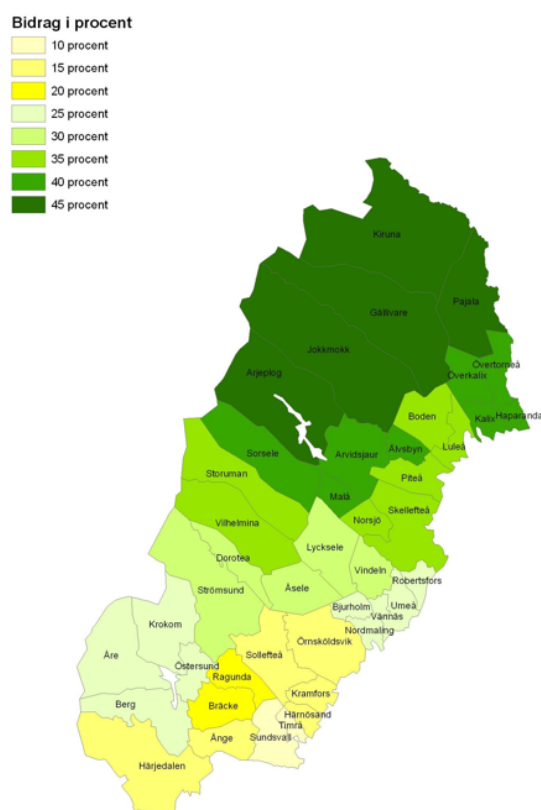 Bidrag i procent
10 procent
15 procent
20 procent
25 procent
30 procent
35 procent
40 procent
45 procent
Kiruna
Gällivare
Pajala
Jokkmokk
Arjeplog
Övertorneå
Överkalix
Boden
Kalix
Haparanda
Luleå
Älvsbyn
Arvidsjaur
Sorsele
Storuman
Piteå
Malå
Skellefteå
Norsjö
Vilhelmina
Lycksele
Dorotea
Vindeln
Robertsfors
Åsele
Strömsund
Bjurholm
Umeå
Vännäs
Krokom
Nordmaling
Örnsköldsvik
Åre
Sollefteå
Östersund
Ragunda
Kramfors
Berg
Bräcke
Härnösand
Timrå
Ånge
Sundsvall
Härjedalen